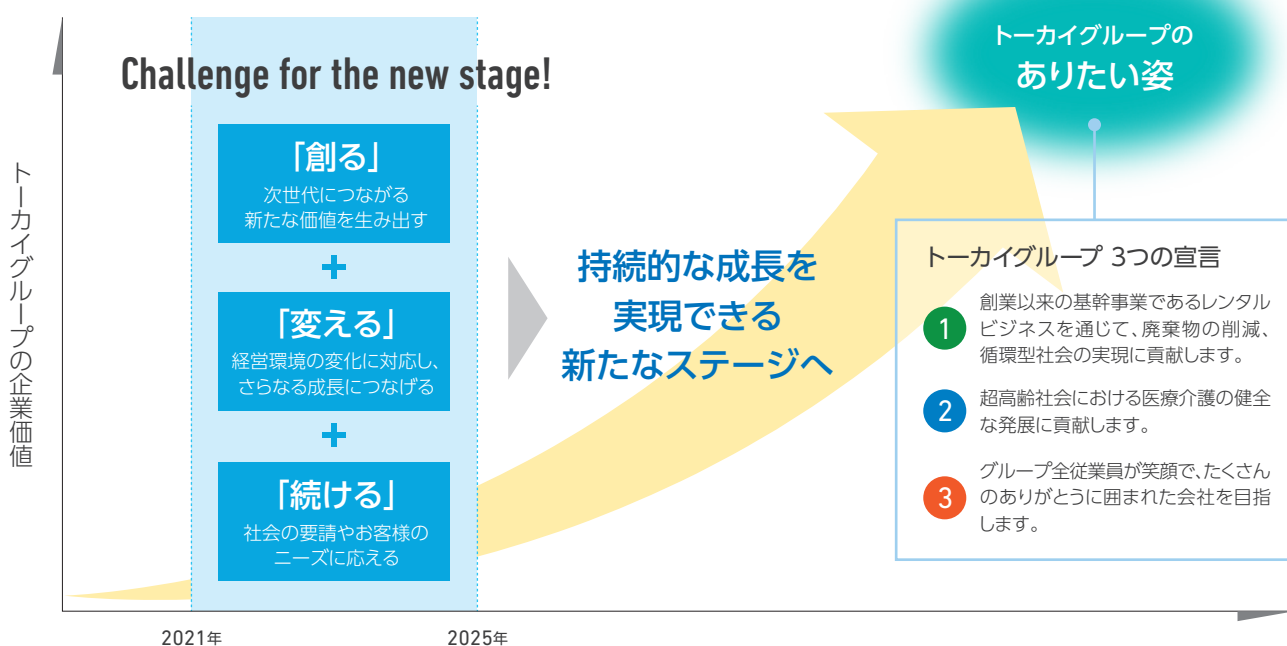 トーカイグループの企業価値
Challenge for the new stage!
「創る」
次世代につながる
新たな価値を生み出す
+
「変える」
経営環境の変化に対応し、
さらなる成長につなげる
+
「続ける」
社会の要請やお客様の
ニーズに応える
2021年
2025年
持続的な成長を
実現できる
新たなステージへ
トーカイグループの
ありたい姿
トーカイグループ 3つの宣言
1
創業以来の基幹事業であるレンタル
ビジネスを通じて、廃棄物の削減、
循環型社会の実現に貢献します。
2
超高齢社会における医療介護の健全
な発展に貢献します。
3
グループ全従業員が笑顔で、たくさん
のありがとうに囲まれた会社を目指
します。